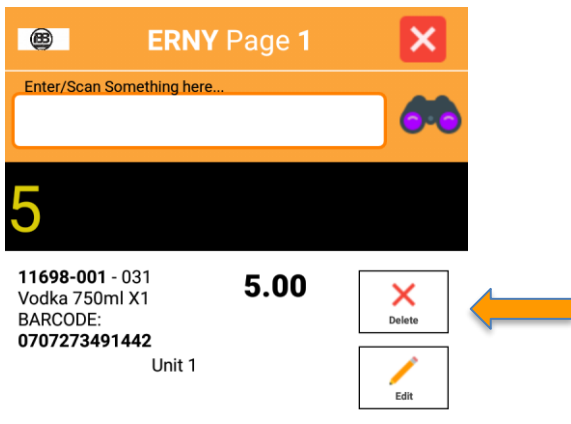 ERNY Page 1
Enter/Scan Something here...
5
11698-001 - 031
5.00
Vodka 750ml X1
BARCODE:
0707273491442
Unit 1
Delete
Edit